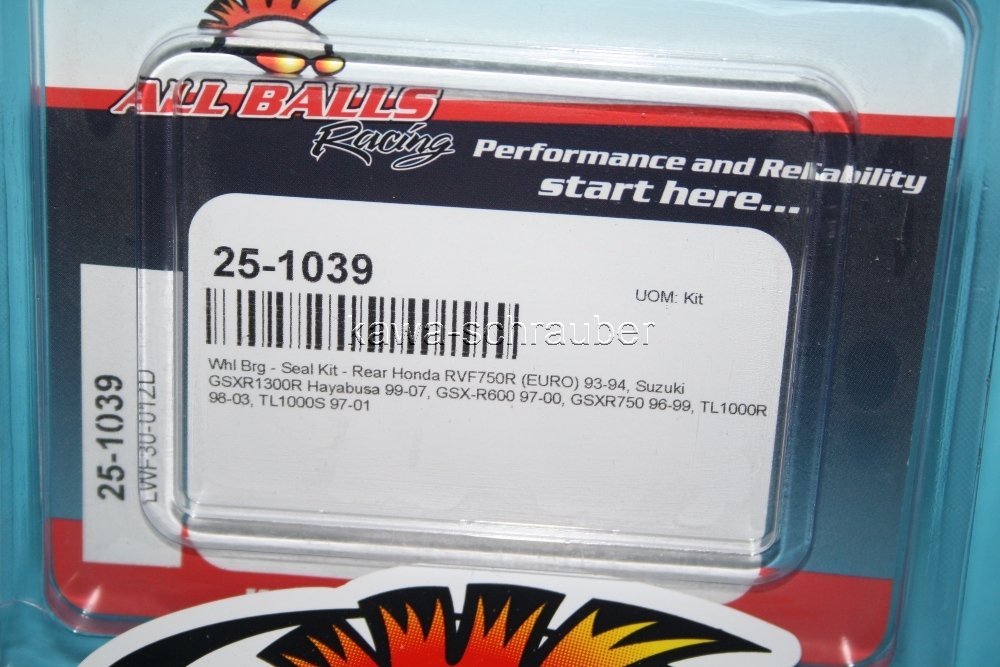 ALL BALLS
Racing
Performance and Reliability
start here...
25-1039
UOM: Kit
kawa-schrauber
Whl Brg - Seal Kit - Rear Honda RVF750R (EURO) 93-94, Suzuki
GSXR1300R Hayabusa 99-07, GSX-R600 97-00, GSXR750 96-99, TL1000R
98-03, TL1000S 97-01
25-1039